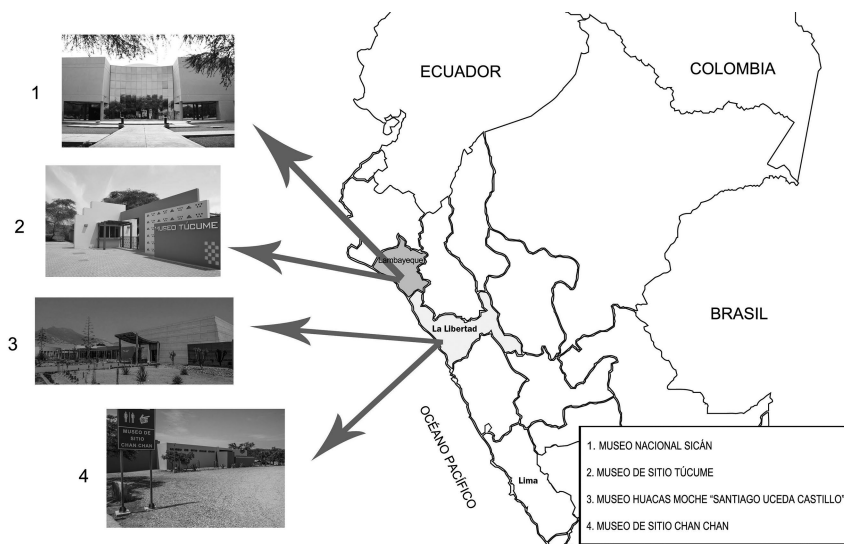 1
2
3
4
MUSEO TÚCUME
MUSEO DE
SITIO
CHAN CHAN
ECUADOR
COLOMBIA
BRASIL
Lambayeque
La Libertad
Lima
OCÉANO PACÍFICO
1. MUSEO NACIONAL SICÁN
2. MUSEO DE SITIO TÚCUME
3. MUSEO HUACAS MOCHE “SANTIAGO UCEDA CASTILLO”
4. MUSEO DE SITIO CHAN CHAN